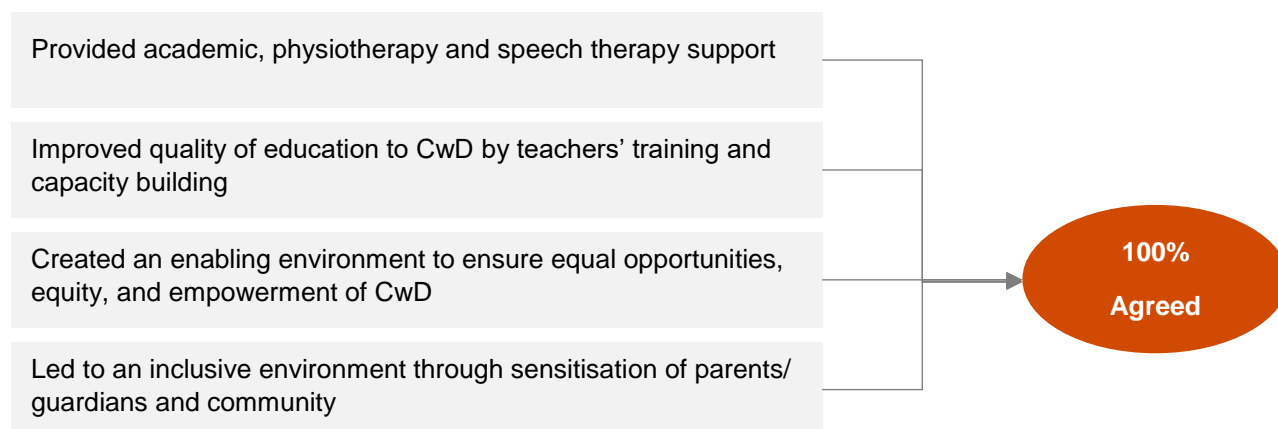 Provided academic, physiotherapy and speech therapy support
Improved quality of education to CwD by teachers’ training and
capacity building
Created an enabling environment to ensure equal opportunities,
equity, and empowerment of CwD
Led to an inclusive environment through sensitisation of parents/
guardians and community
100%
Agreed